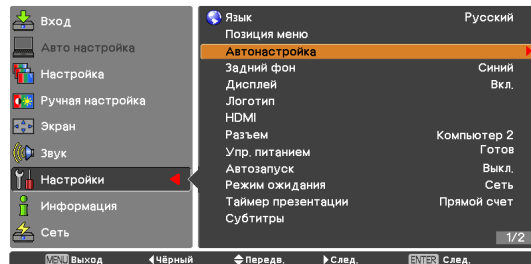 Вход
Авто настройка
Настройка
Ручная настройка
Экран
Звук
Настройки
Информация
Сеть
Язык Русский
Позиция меню
Автонастройка
Задний фон Синий
Дисплей Вкл.
Логотип
HDMI
Разъем Компьютер 2
Упр. питанием Готов
Автозапуск Выкл.
Режим ожидания Сеть
Таймер презентации Прямой счет
Субтитры
1/2
MENU Выход Чёрный Передв. След. ENTER След.